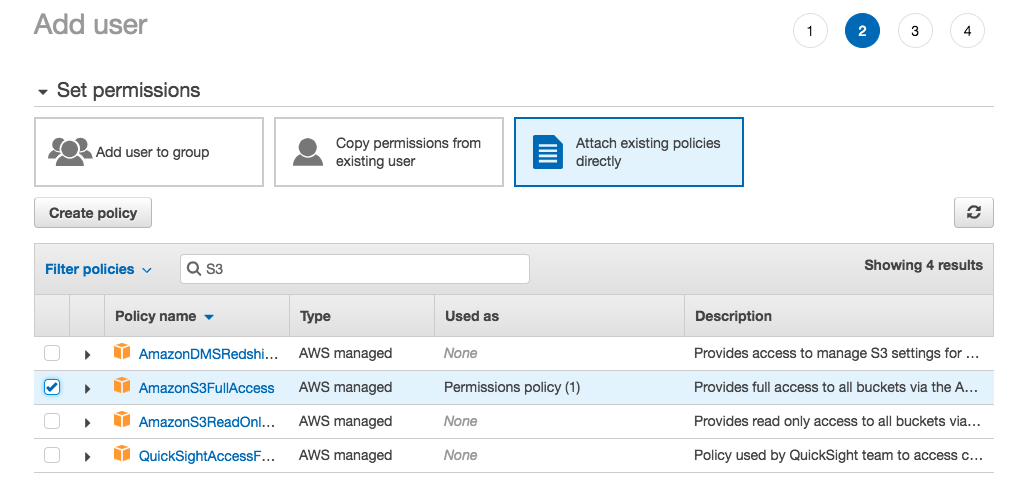 Add user
1 2 3 4
Set permissions
Add user to group
Copy permissions from
existing user
Attach existing policies
directly
Create policy
Filter policies
S3
Showing 4 results
Policy name Type Used as Description
AmazonDMSRedshi... AWS managed None Provides access to manage S3 settings for ...
AmazonS3FullAccess AWS managed Permissions policy (1) Provides full access to all buckets via the A...
AmazonS3ReadOnl... AWS managed None Provides read only access to all buckets via...
QuickSightAccessF... AWS managed None Policy used by QuickSight team to access c...